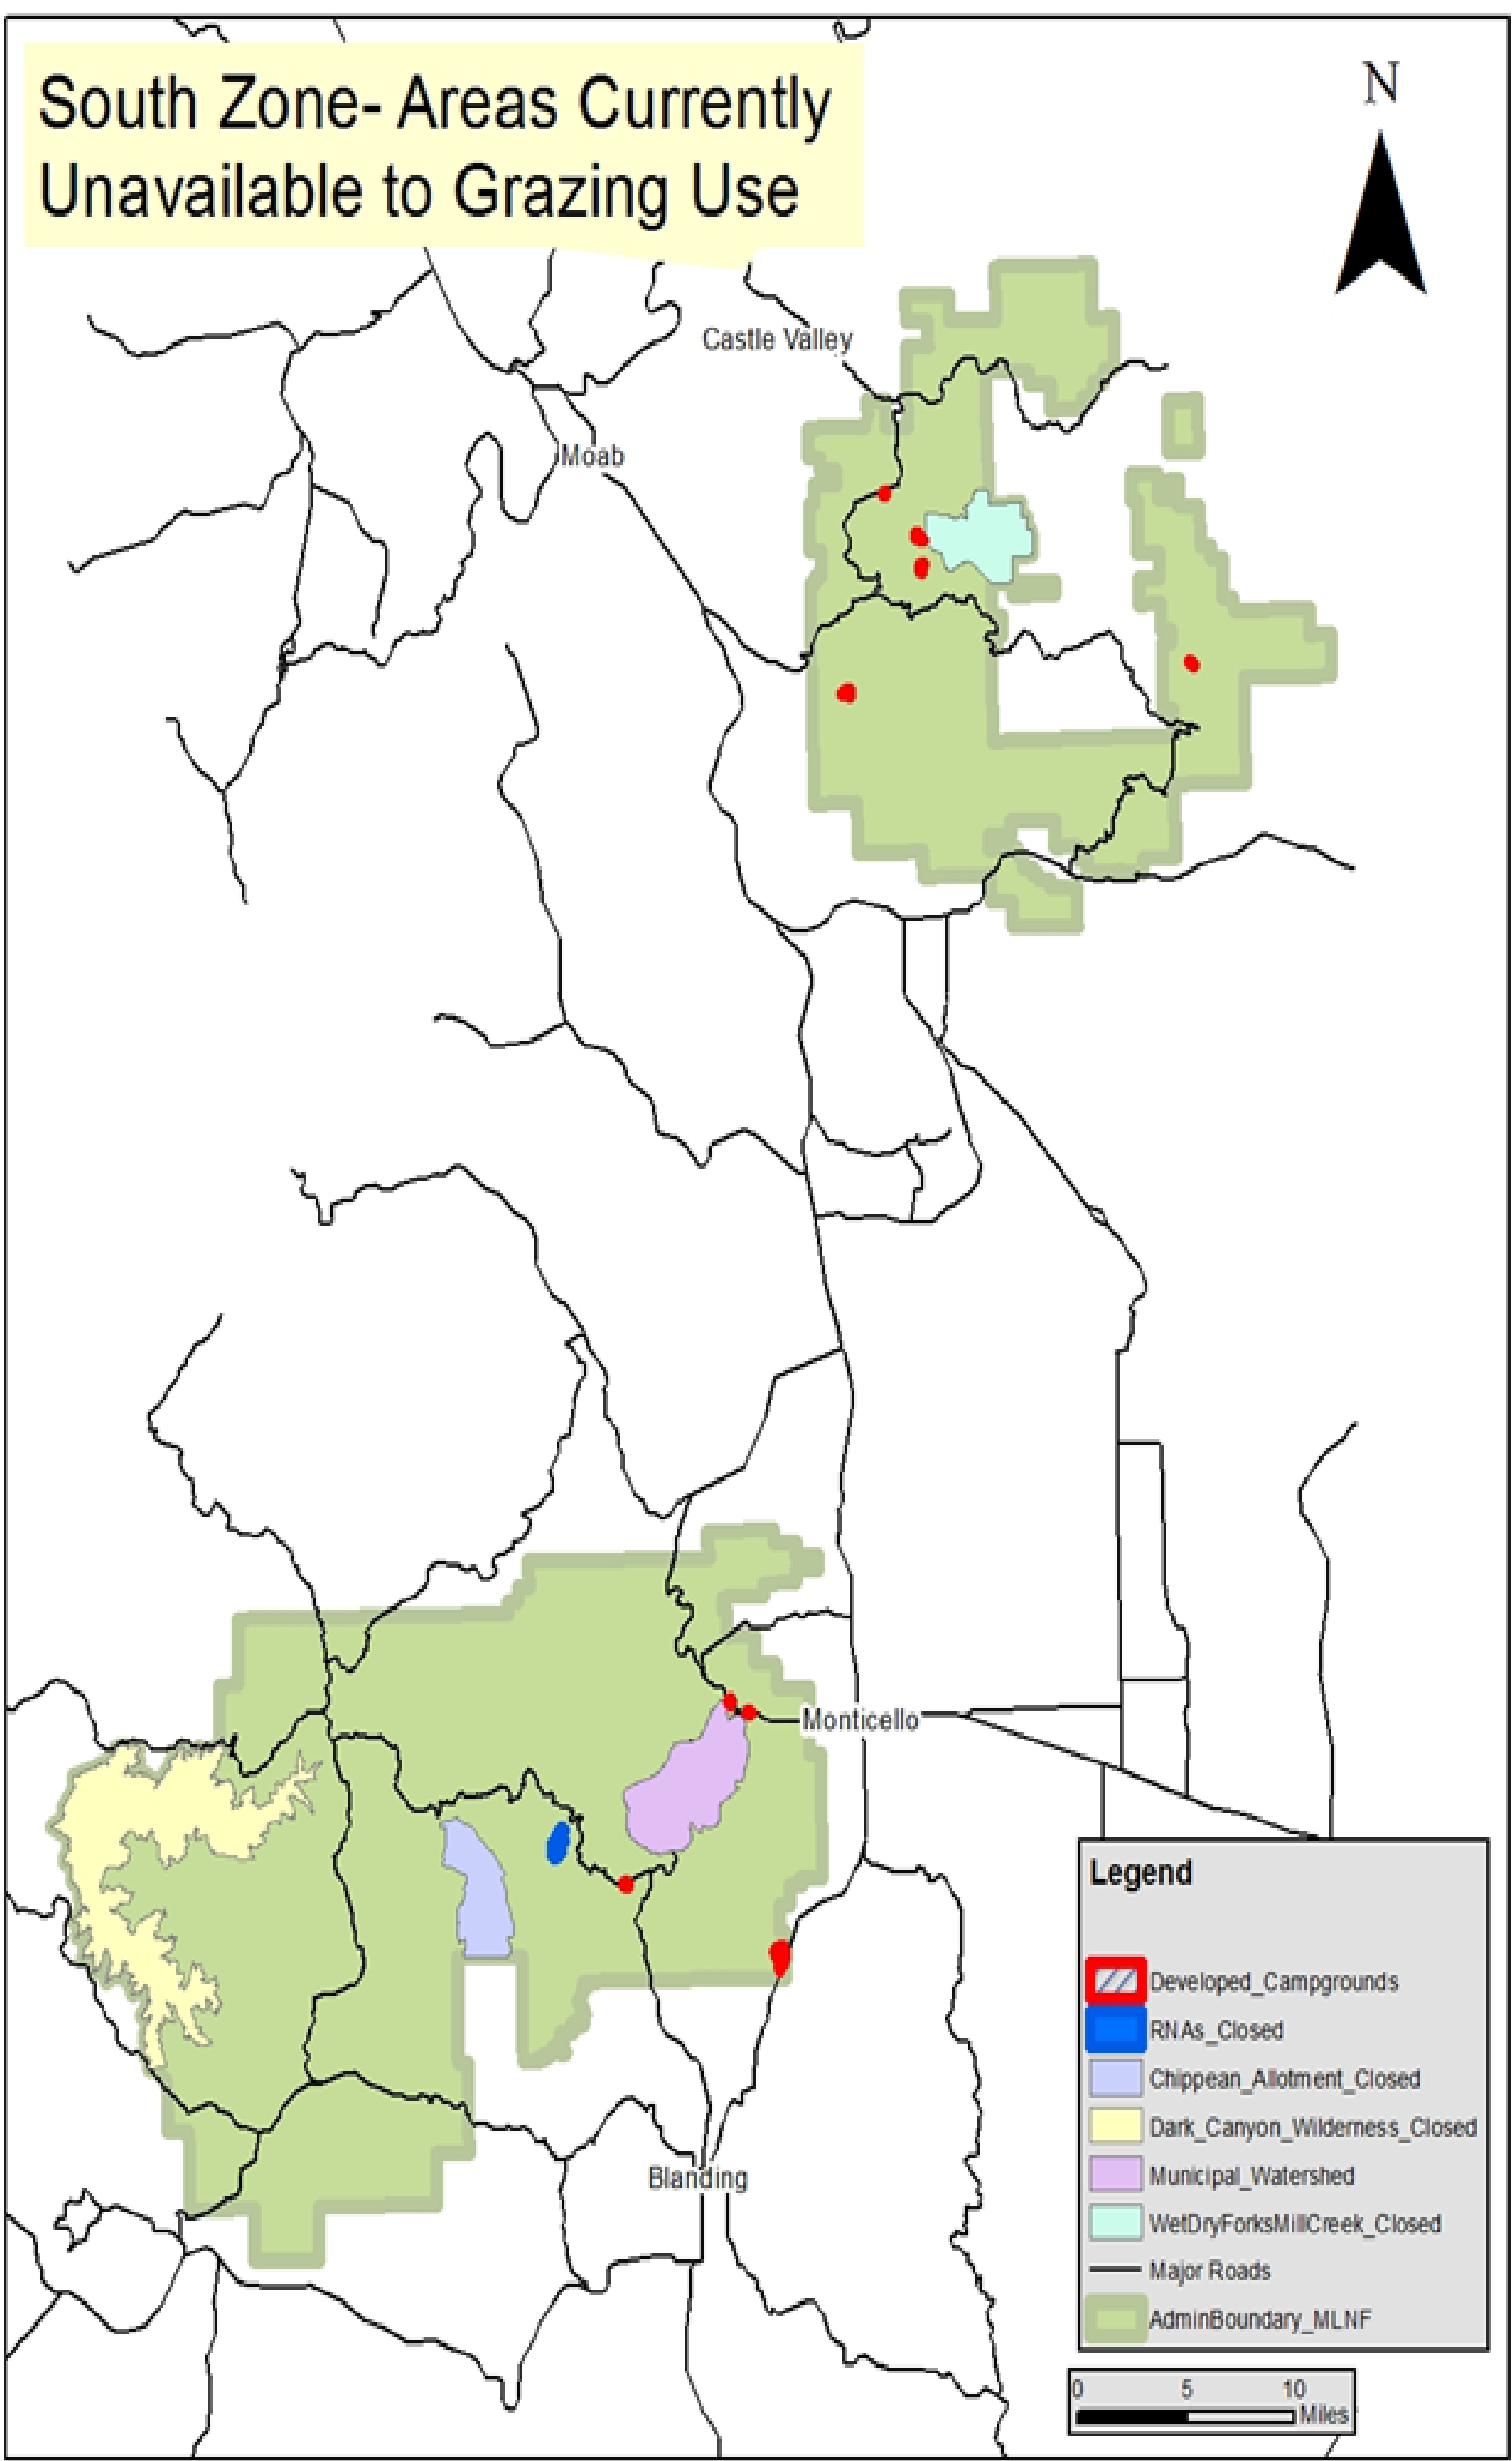 South Zone- Areas Currently
Unavailable to Grazing Use
N
Castle Valley
Moab
Monticello
Blanding
Legend
Developed_Campgrounds
RNAs_Closed
Chippean_Allotment_Closed
Dark_Canyon_Wilderness_Closed
Municipal_Watershed
WetDryForksMillCreek_Closed
Major Roads
AdminBoundary_MLNF
0 5 10
Miles